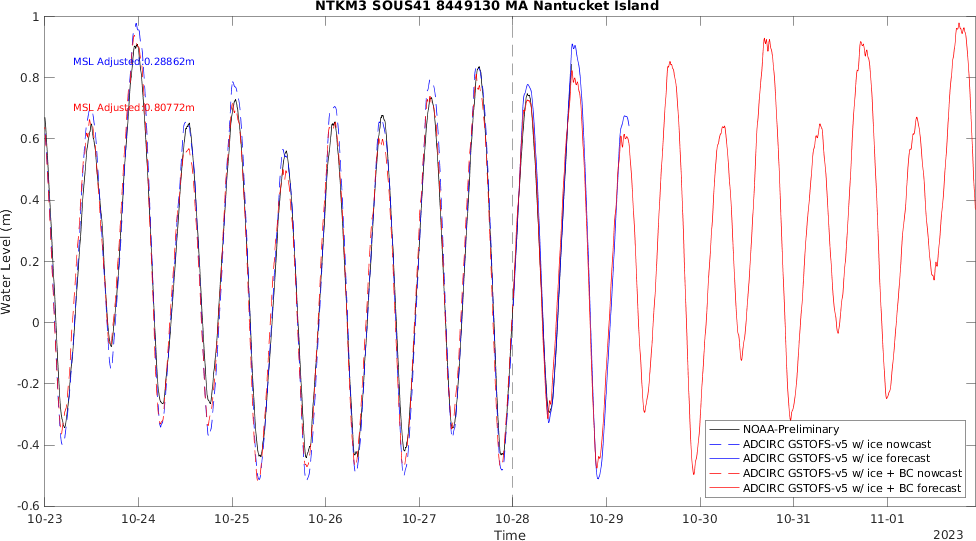 NTKM3 SOUS41 8449130 MA Nantucket Island
1
0.8
0.6
0.4
0.2
0
-0.2
-0.4
-0.6
Water Level (m)
MSL Adjusted:0.28862m
MSL Adjusted:0.80772m
NOAA-Preliminary
ADCIRC GSTOFS-v5 w/ ice nowcast
ADCIRC GSTOFS-v5 w/ ice forecast
ADCIRC GSTOFS-v5 w/ ice + BC nowcast
ADCIRC GSTOFS-v5 w/ ice + BC forecast
10-23 10-24 10-25 10-26 10-27 10-28 10-29 10-30 10-31 11-01
Time
2023